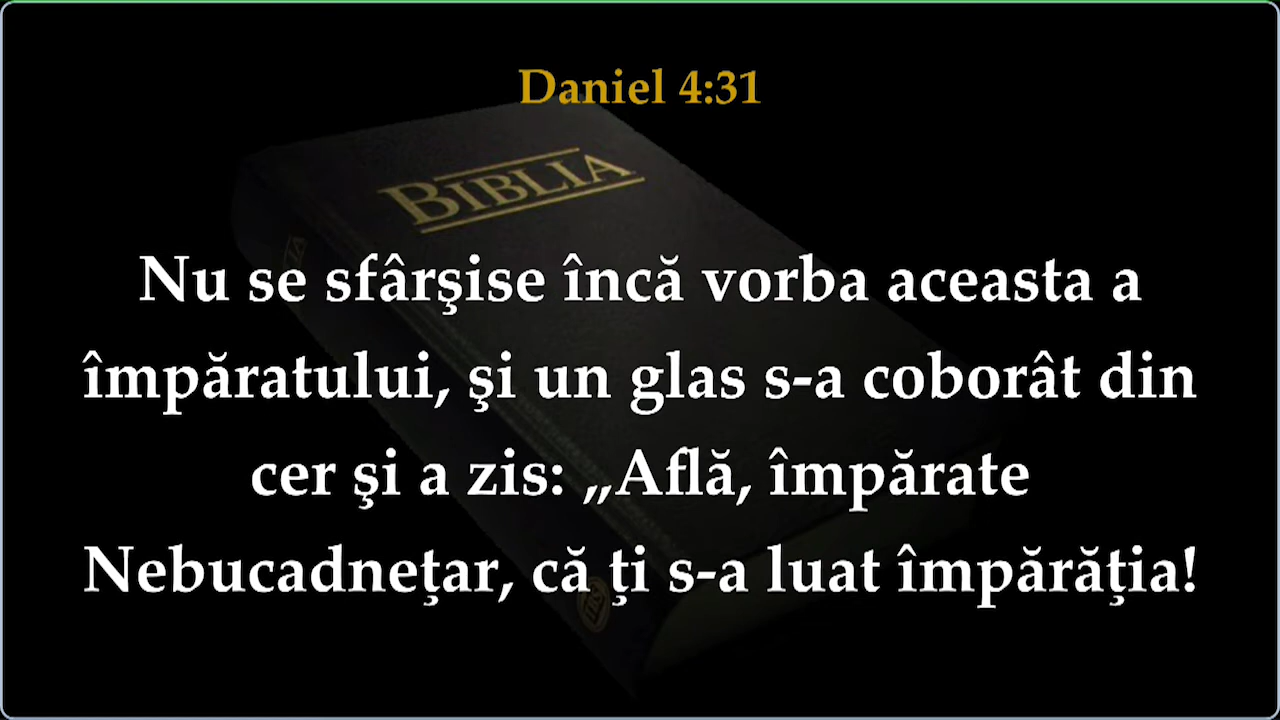 Daniel 4:31
BIBLIA
Nu se sfârşise încă vorba aceasta a
împăratului, şi un glas s-a coborât din
cer şi a zis: „Află, împărate
Nebucadneţar, că ţi s-a luat împărăţia!